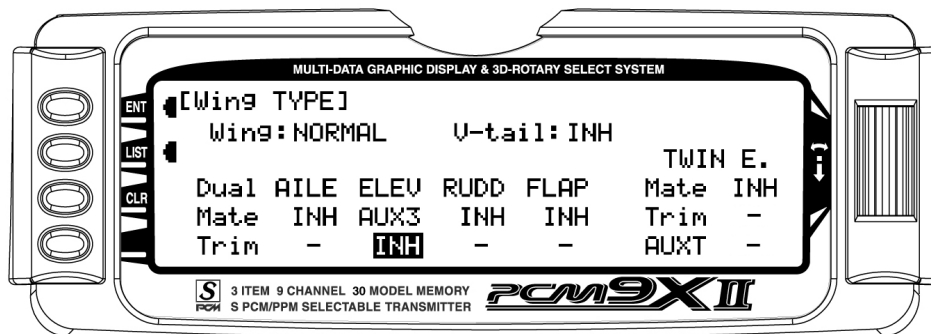 MULTI-DATA GRAPHIC DISPLAY & 3D-ROTARY SELECT SYSTEM
ENT
LIST
CLR
[Wing TYPE]
Wing:NORMAL V-tail:INH
TWIN E.
Dual AILE ELEV RUDD FLAP Mate INH
Mate INH AUX3 INH INH Trim -
Trim - INH - - AUXT -
S PCM
3 ITEM 9 CHANNEL 30 MODEL MEMORY
S PCM/PPM SELECTABLE TRANSMITTER
PCM9XII